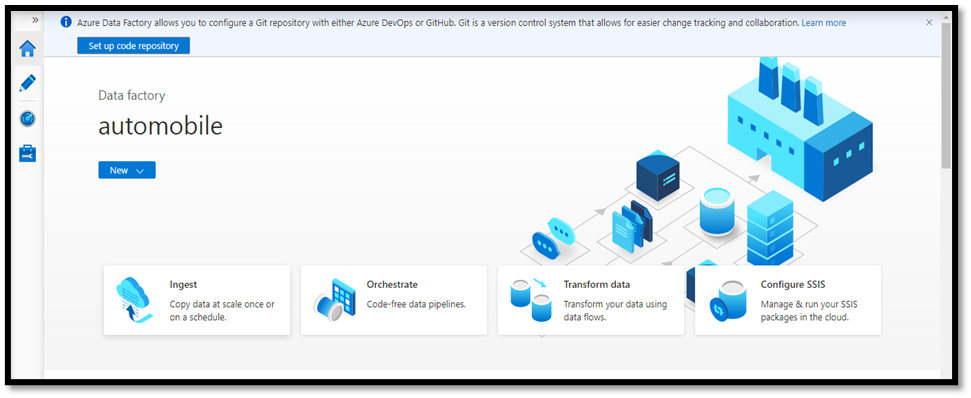 »
Azure Data Factory allows you to configure a Git repository with either Azure DevOps or GitHub. Git is a version control system that allows for easier change tracking and collaboration. Learn more
Set up code repository
Data factory
automobile
New
Ingest
Copy data at scale once or
on a schedule.
Orchestrate
Code-free data pipelines.
Transform data
Transform your data using
data flows.
Configure SSIS
Manage & run your SSIS
packages in the cloud.